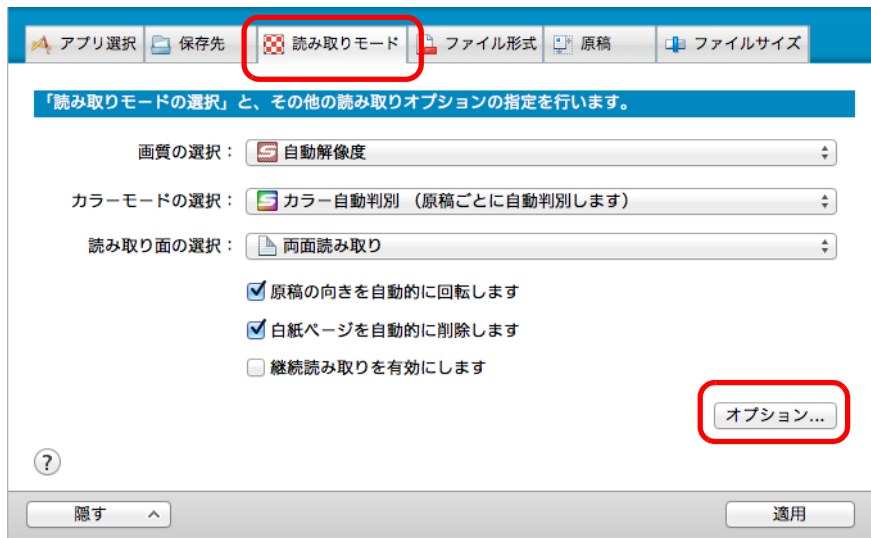 アプリ選択 保存先 読み取りモード ファイル形式 原稿 ファイルサイズ
「読み取りモードの選択」と、その他の読み取りオプションの指定を行います。
画質の選択： 自動解像度
カラーモードの選択： カラー自動判別 （原稿ごとに自動判別します）
読み取り面の選択： 両面読み取り
原稿の向きを自動的に回転します
白紙ページを自動的に削除します
継続読み取りを有効にします
オプション...
?
隠す 適用